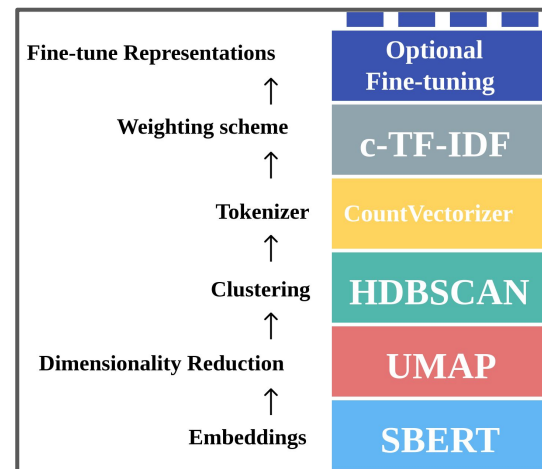 Fine-tune Representations
Optional
Fine-tuning
Weighting scheme
c-TF-IDF
Tokenizer
CountVectorizer
Clustering
HDBSCAN
Dimensionality Reduction
UMAP
Embeddings
SBERT